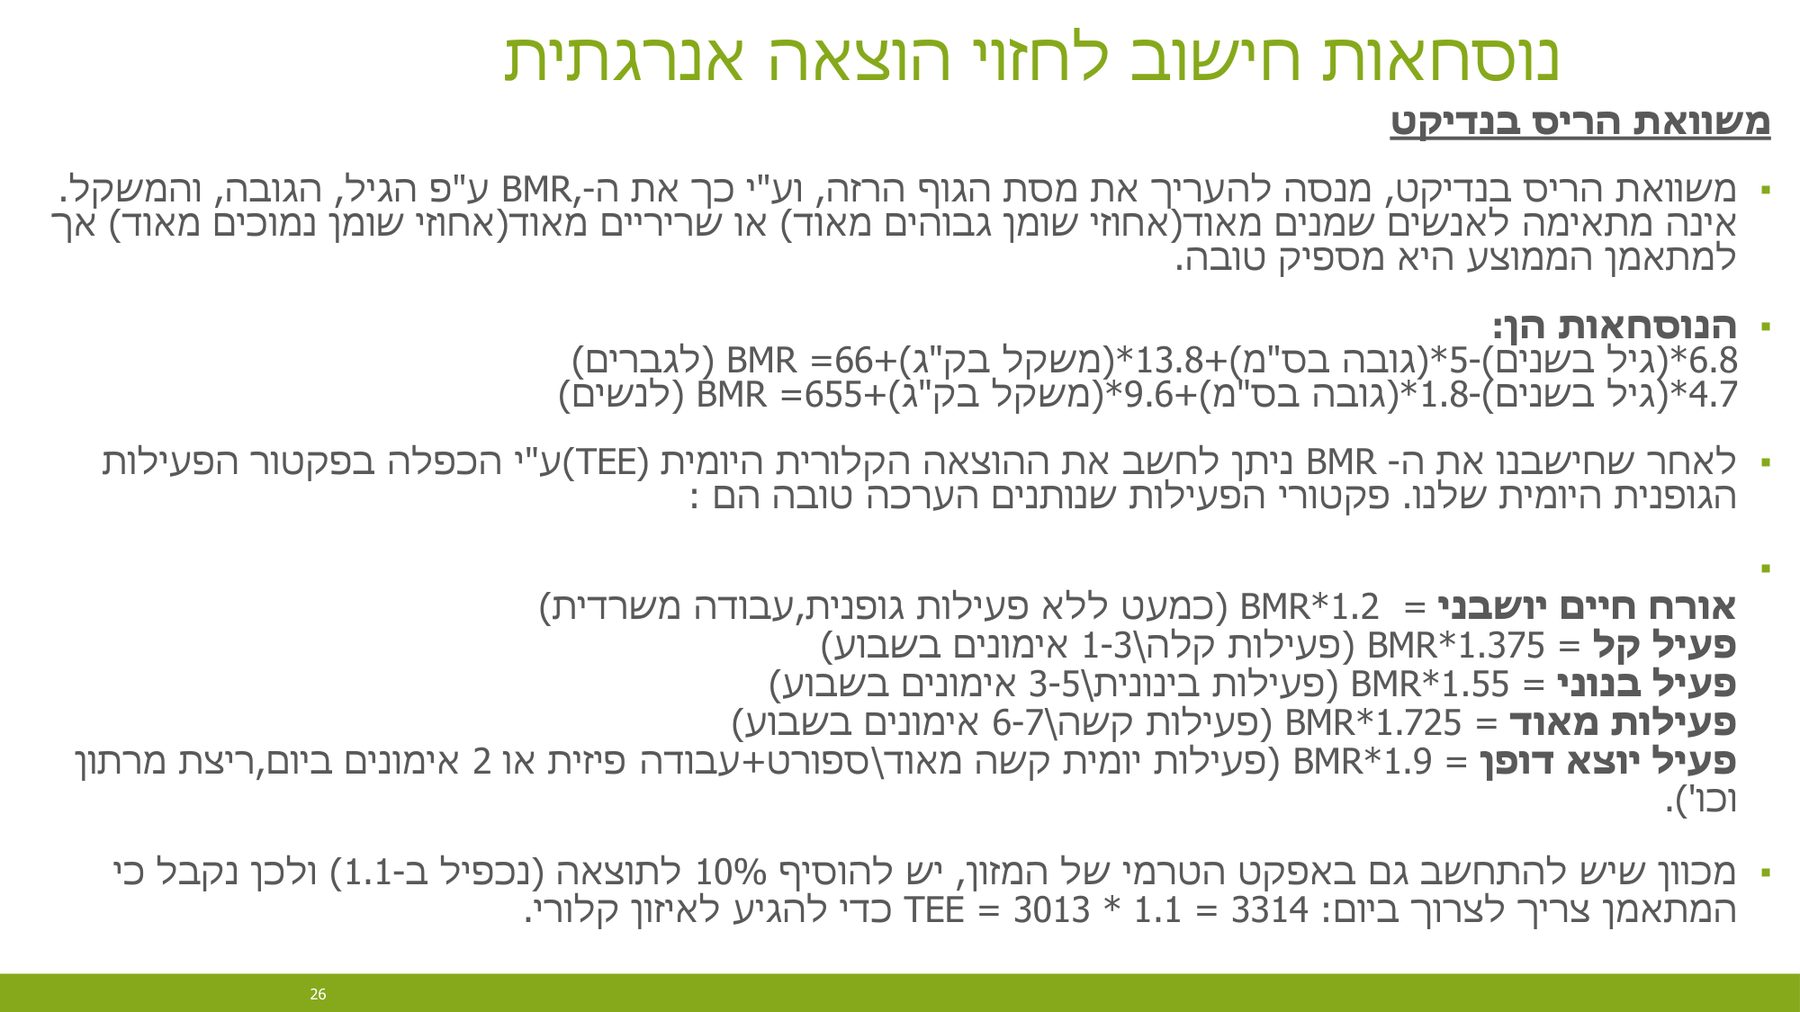 נוסחאות חישוב לחזוי הוצאה אנרגתית
משוואת הריס בנדיקט
▪ משוואת הריס בנדיקט, מנסה להעריך את מסת הגוף הרזה, וע"י כך את ה-,BMR ע"פ הגיל, הגובה, והמשקל.
אינה מתאימה לאנשים שמנים מאוד(אחוזי שומן גבוהים מאוד) או שריריים מאוד(אחוזי שומן נמוכים מאוד) אך
למתאמן הממוצע היא מספיק טובה.
▪ הנוסחאות הן:
6.8*(גיל בשנים)-5*(גובה בס"מ)+13.8*(משקל בק"ג)+66= BMR (לגברים)
4.7*(גיל בשנים)-1.8*(גובה בס"מ)+9.6*(משקל בק"ג)+655= BMR (לנשים)
▪ לאחר שחישבנו את ה- BMR ניתן לחשב את ההוצאה הקלורית היומית (TEE)ע"י הכפלה בפקטור הפעילות
הגופנית היומית שלנו. פקטורי הפעילות שנותנים הערכה טובה הם :
▪
אורח חיים יושבני = BMR*1.2 (כמעט ללא פעילות גופנית,עבודה משרדית)
פעיל קל = BMR*1.375 (פעילות קלה\1-3 אימונים בשבוע)
פעיל בנוני = BMR*1.55 (פעילות בינונית\3-5 אימונים בשבוע)
פעילות מאוד = BMR*1.725 (פעילות קשה\6-7 אימונים בשבוע)
פעיל יוצא דופן = BMR*1.9 (פעילות יומית קשה מאוד\ספורט+עבודה פיזית או 2 אימונים ביום,ריצת מרתון
וכו').
▪ מכוון שיש להתחשב גם באפקט הטרמי של המזון, יש להוסיף 10% לתוצאה (נכפיל ב-1.1) ולכן נקבל כי
המתאמן צריך לצרוך ביום: TEE = 3013 * 1.1 = 3314 כדי להגיע לאיזון קלורי.
26